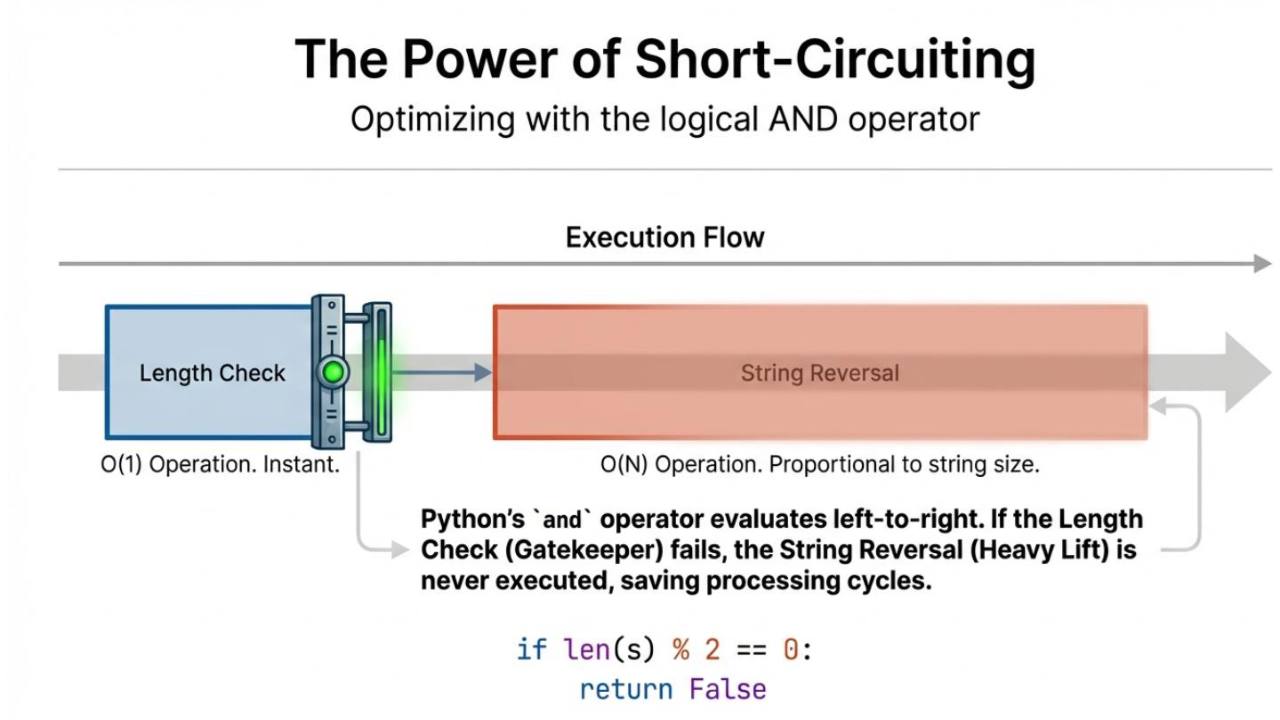 The Power of Short-Circuiting
Optimizing with the logical AND operator
Execution Flow
Length Check
String Reversal
O(1) Operation. Instant.
O(N) Operation. Proportional to string size.
Python's `and` operator evaluates left-to-right. If the Length
Check (Gatekeeper) fails, the String Reversal (Heavy Lift) is
never executed, saving processing cycles.
if len(s) % 2 == 0:
    return False